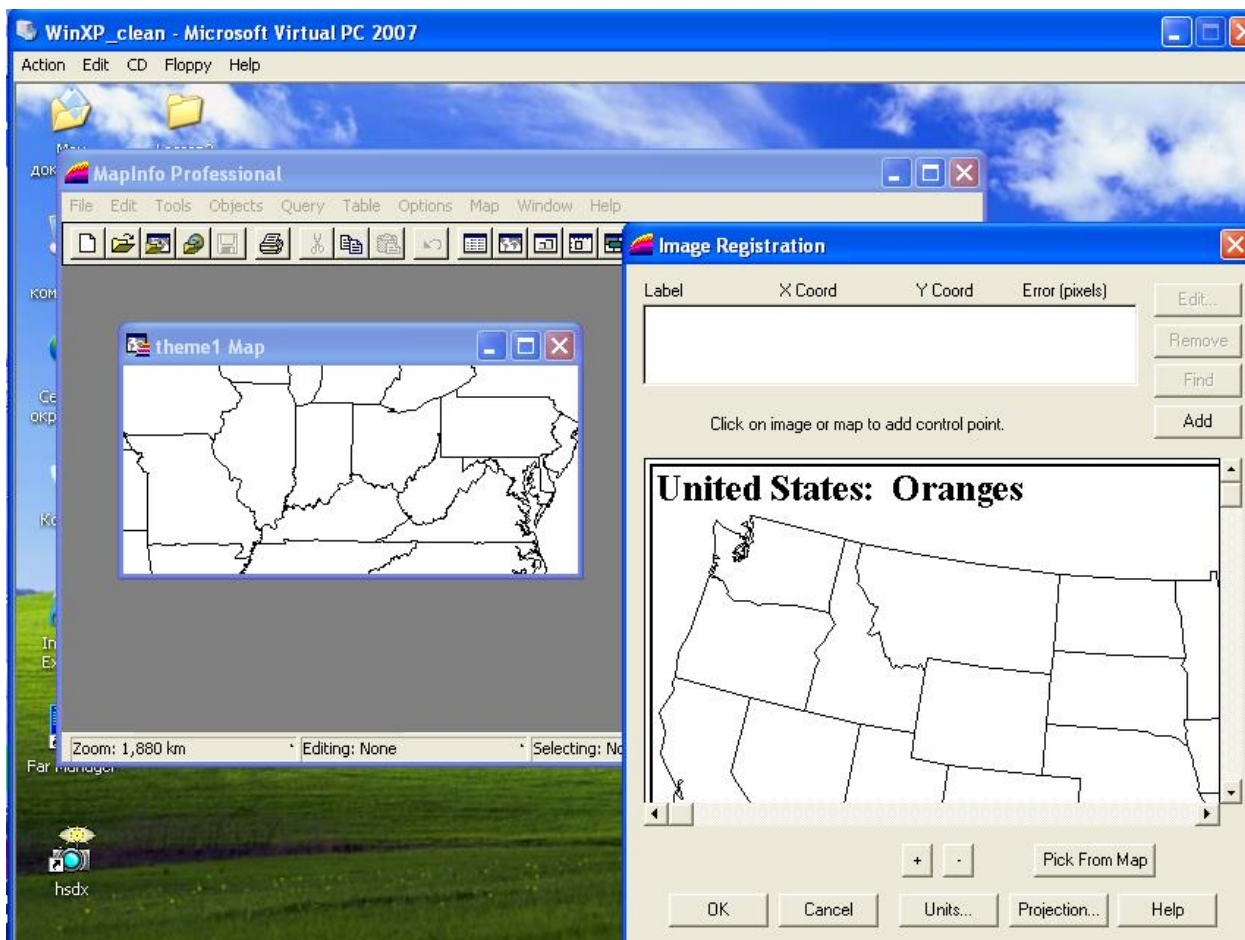 WinXP_clean - Microsoft Virtual PC 2007
Action Edit CD Floppy Help
MapInfo Professional
File Edit Tools Objects Query Table Options Map Window Help
Image Registration
Label X Coord Y Coord Error (pixels)
Edit...
Remove
Find
Click on image or map to add control point.
Add
theme1 Map
United States: Oranges
Zoom: 1,880 km Editing: None Selecting: No
Far Manager
hsdx
+ - Pick From Map
OK Cancel Units... Projection... Help